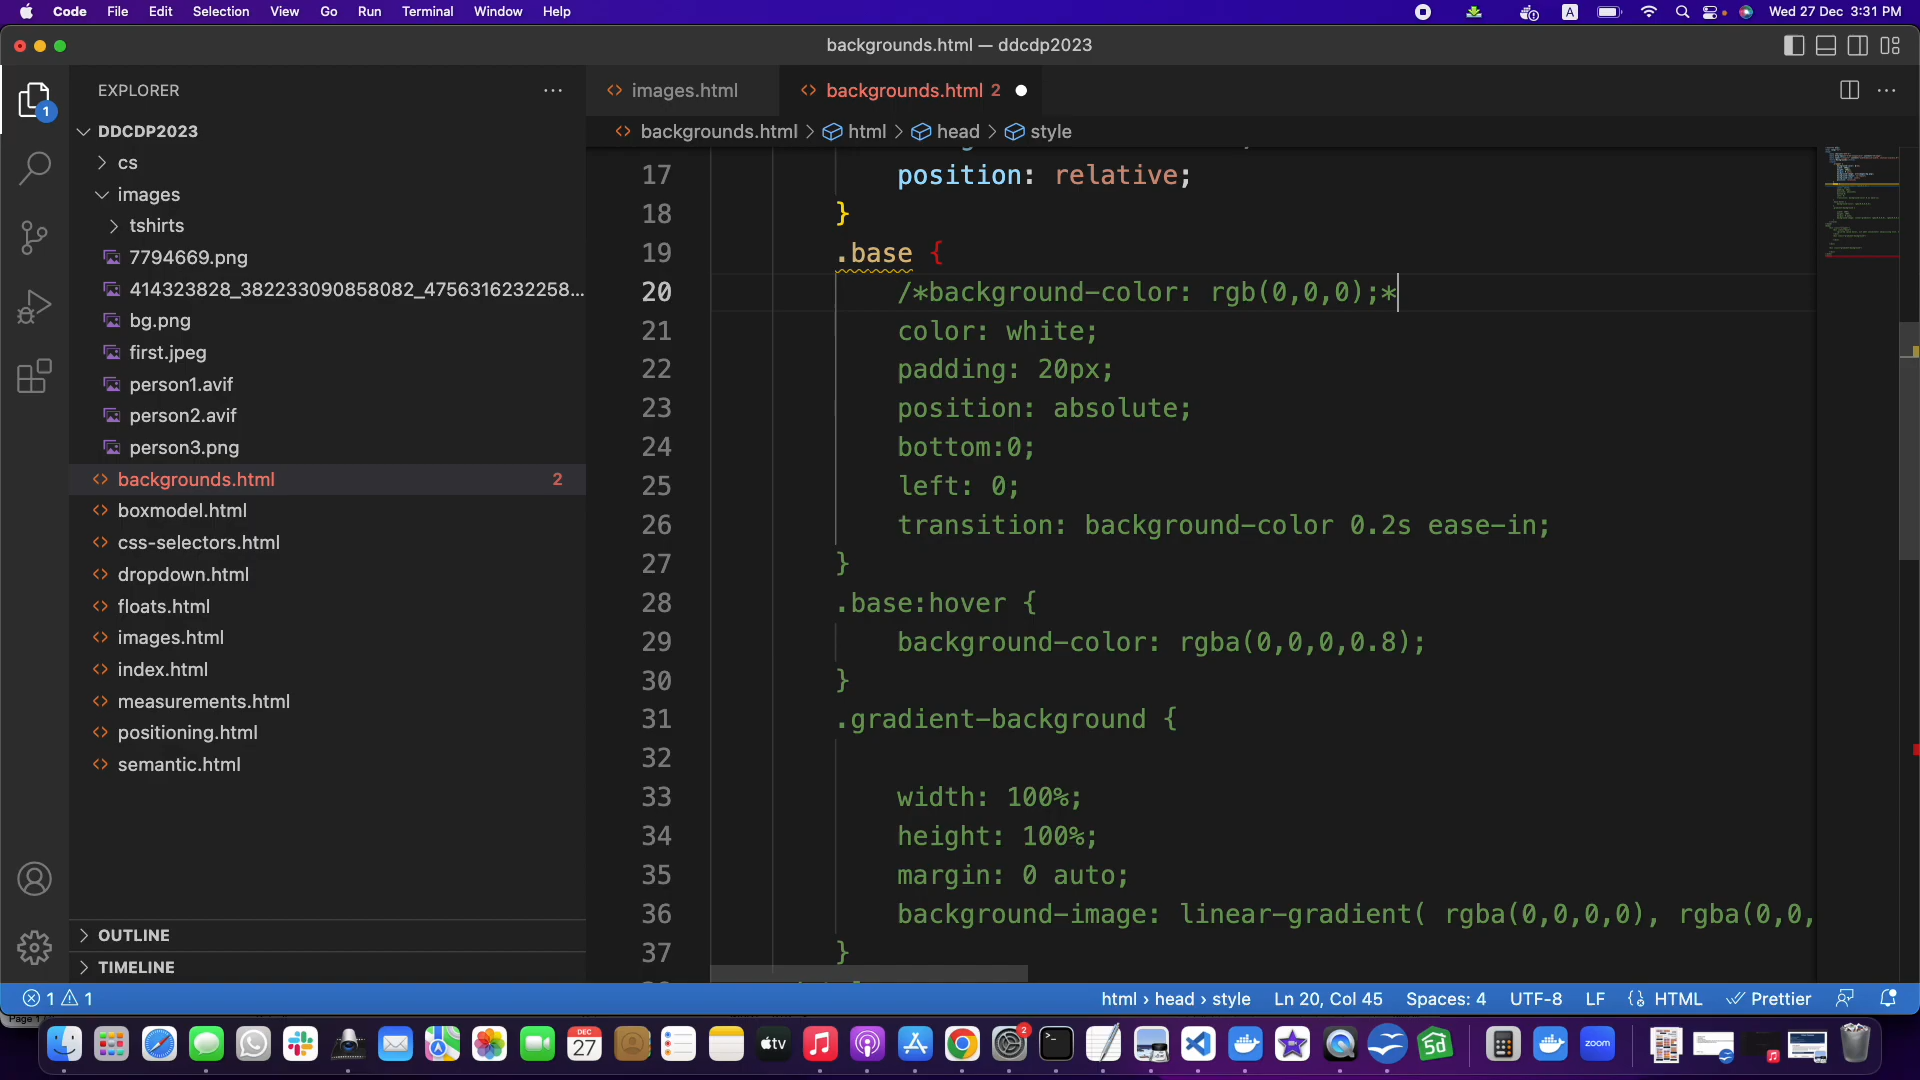 Code File Edit Selection View Go Run Terminal Window Help
A
Wed 27 Dec 3:31 PM
backgrounds.html — ddcdp2023
EXPLORER
1
DDCDP2023
cs
images
tshirts
7794669.png
414323828_382233090858082_4756316232258...
bg.png
first.jpeg
person1.avif
person2.avif
person3.png
backgrounds.html 2
boxmodel.html
css-selectors.html
dropdown.html
floats.html
images.html
index.html
measurements.html
positioning.html
semantic.html
OUTLINE
TIMELINE
images.html
backgrounds.html 2
backgrounds.html > html > head > style
17 position: relative;
18 }
19 .base {
20 /*background-color: rgb(0,0,0);*
21 color: white;
22 padding: 20px;
23 position: absolute;
24 bottom:0;
25 left: 0;
26 transition: background-color 0.2s ease-in;
27 }
28 .base:hover {
29 background-color: rgba(0,0,0,0.8);
30 }
31 .gradient-background {
32
33 width: 100%;
34 height: 100%;
35 margin: 0 auto;
36 background-image: linear-gradient( rgba(0,0,0,0), rgba(0,0,
37 }
1 1
html › head › style Ln 20, Col 45 Spaces: 4 UTF-8 LF HTML Prettier
Page 1
DEC
27
tv
2
zoom